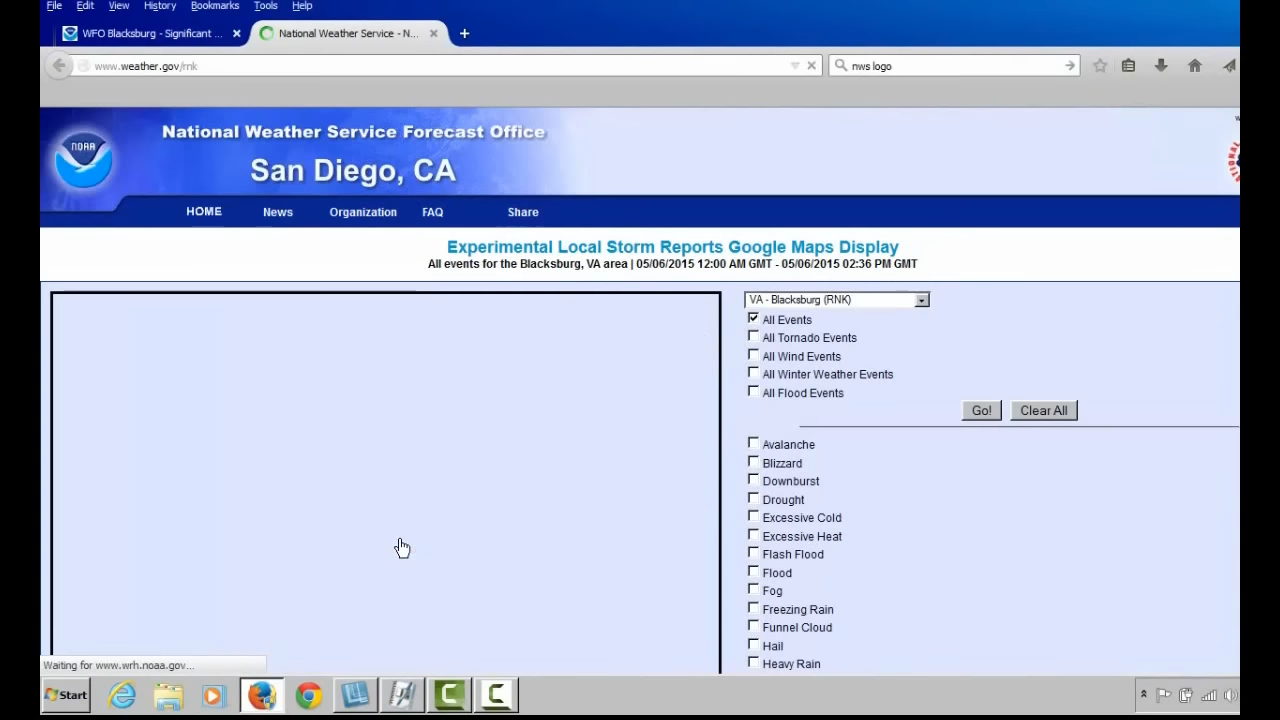 File Edit View History Bookmarks Tools Help
WFO Blacksburg - Significant ... National Weather Service - N...
www.weather.gov/rnk
nws logo
NOAA
National Weather Service Forecast Office
San Diego, CA
HOME News Organization FAQ Share
Experimental Local Storm Reports Google Maps Display
All events for the Blacksburg, VA area | 05/06/2015 12:00 AM GMT - 05/06/2015 02:36 PM GMT
VA - Blacksburg (RNK)
All Events
All Tornado Events
All Wind Events
All Winter Weather Events
All Flood Events
Go! Clear All
Avalanche
Blizzard
Downburst
Drought
Excessive Cold
Excessive Heat
Flash Flood
Flood
Fog
Freezing Rain
Funnel Cloud
Hail
Heavy Rain
Waiting for www.wrh.noaa.gov...
Start